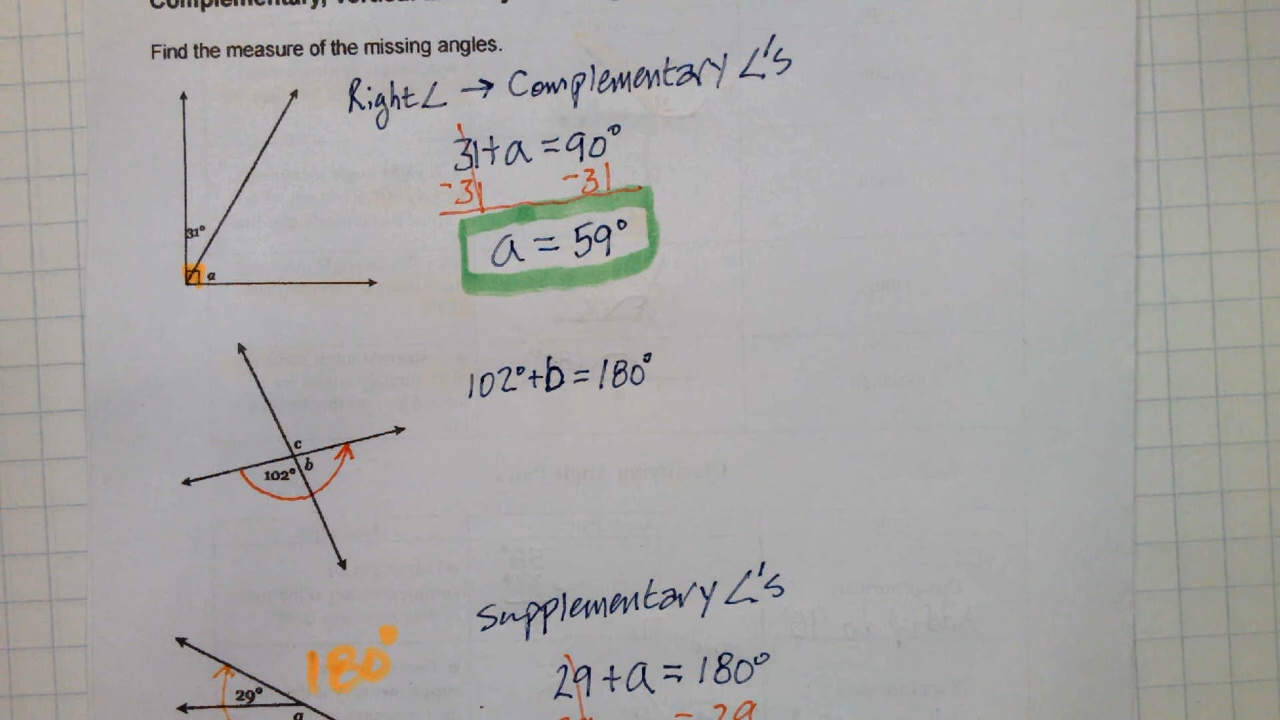 Find the measure of the missing angles.
Right∠ → Complementary ∠'s
31+a = 90°
-31 -31
a = 59°
31°
a
102°+b = 180°
c
102° b
Supplementary ∠'s
180°
29+a = 180°
29°
a